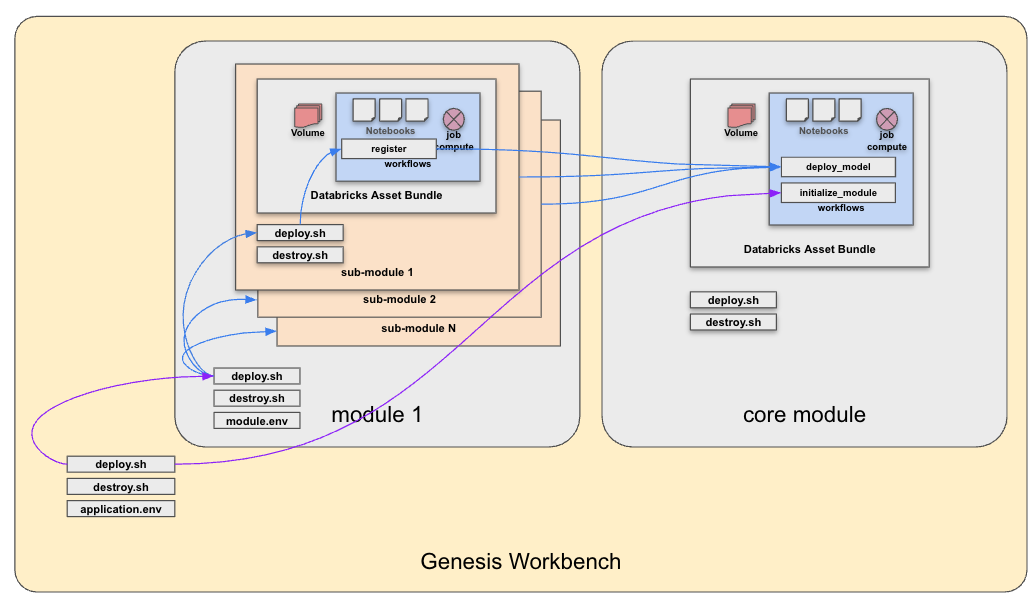 Volume
Notebooks
job
compute
register
workflows
Databricks Asset Bundle
deploy.sh
destroy.sh
sub-module 1
sub-module 2
sub-module N
deploy.sh
destroy.sh
module.env
module 1
Volume
Notebooks
job
compute
deploy_model
initialize_module
workflows
Databricks Asset Bundle
deploy.sh
destroy.sh
core module
deploy.sh
destroy.sh
application.env
Genesis Workbench